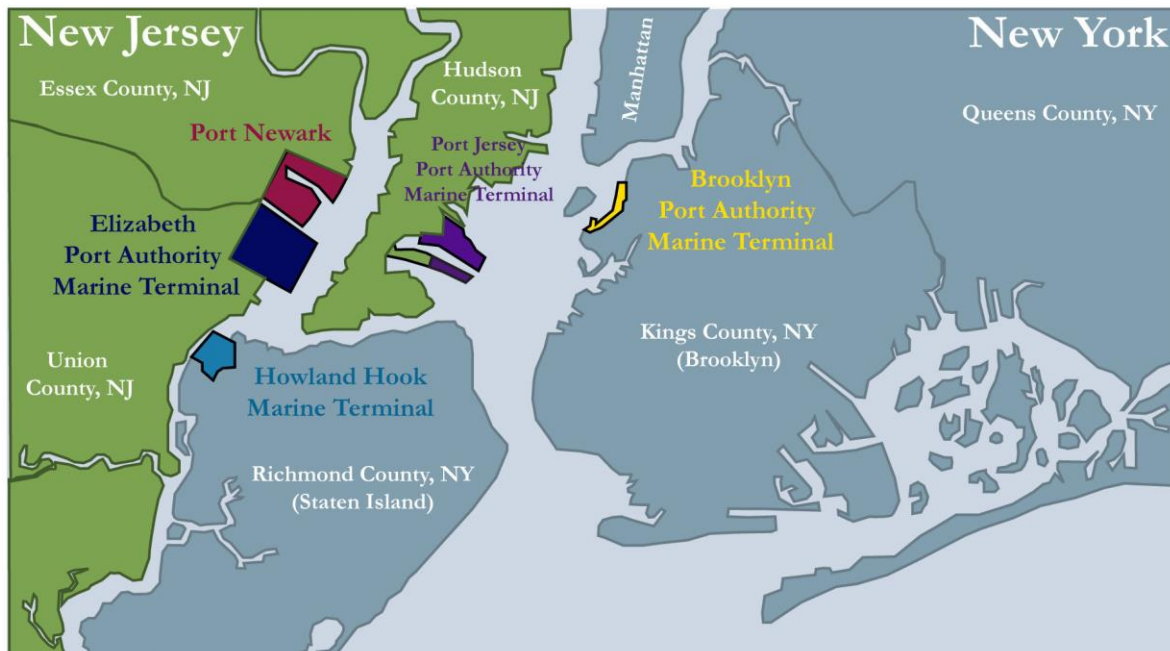 New Jersey
New York
Essex County, NJ
Hudson
County, NJ
Manhattan
Queens County, NY
Port Newark
Port Jersey
Port Authority
Marine Terminal
Brooklyn
Port Authority
Marine Terminal
Elizabeth
Port Authority
Marine Terminal
Kings County, NY
(Brooklyn)
Union
County, NJ
Howland Hook
Marine Terminal
Richmond County, NY
(Staten Island)